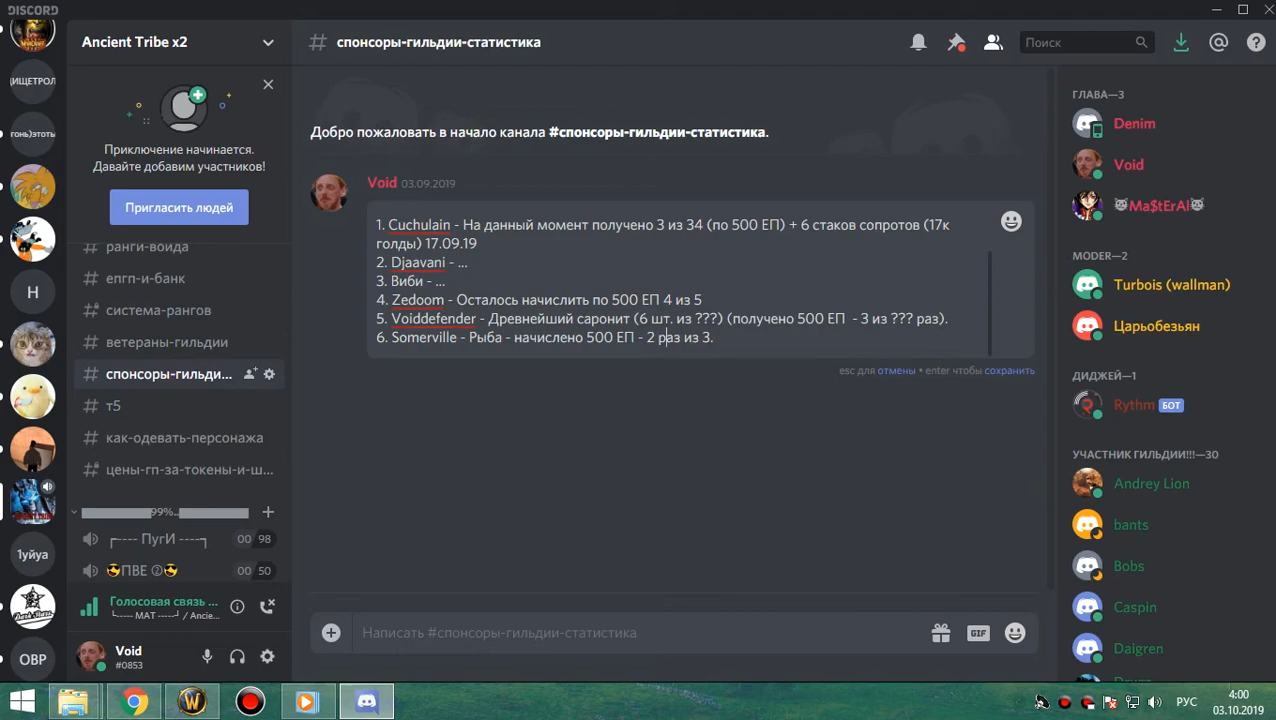 DISCORD
Ancient Tribe x2
спонсоры-гильдии-статистика
Поиск
ИЩЕТРОЛ
гонь)этоть
Н
1уйуа
ОВР
Приключение начинается.
Давайте добавим участников!
Пригласить людей
ранги-воида
епгп-и-банк
система-рангов
ветераны-гильдии
спонсоры-гильди...
т5
как-одевать-персонажа
цены-гп-за-токены-и-ш...
99%..
┏---- ПугИ ----┓
00 98
😎ПВЕ ②😎
00 50
Голосовая связь ...
┗----- МАТ -----┛ / Ancie...
Void
#0853
Добро пожаловать в начало канала #спонсоры-гильдии-статистика.
Void 03.09.2019
1. Cuchulain - На данный момент получено 3 из 34 (по 500 ЕП) + 6 стаков сопротов (17к
голды) 17.09.19
2. Djaavani - ...
3. Виби - ...
4. Zedoom - Осталось начислить по 500 ЕП 4 из 5
5. Voiddefender - Древнейший саронит (6 шт. из ???) (получено 500 ЕП - 3 из ??? раз).
6. Somerville - Рыба - начислено 500 ЕП - 2 раз из 3.
esc для отмены • enter чтобы сохранить
Написать #спонсоры-гильдии-статистика
GIF
ГЛАВА—3
Denim
Void
🐺Ma$tErAl🐺
MODER—2
Turbois (wallman)
Царьобезьян
ДИДЖЕЙ—1
Rythm БОТ
УЧАСТНИК ГИЛЬДИИ!!!—30
Andrey Lion
bants
Bobs
Caspin
Daigren
РУС
4:00
03.10.2019